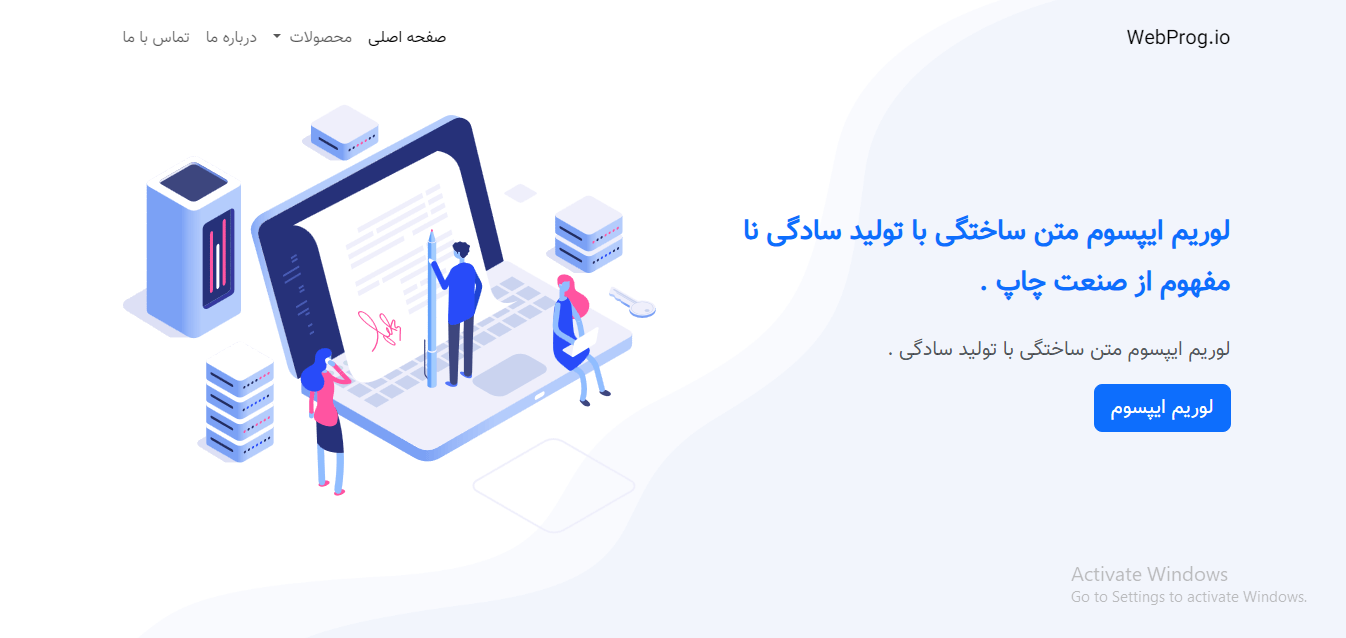 WebProg.io
صفحه اصلی
محصولات
درباره ما
تماس با ما
لوریم ایپسوم متن ساختگی با تولید سادگی نا
مفهوم از صنعت چاپ .
لوریم ایپسوم متن ساختگی با تولید سادگی .
لوریم ایپسوم
Activate Windows
Go to Settings to activate Windows.